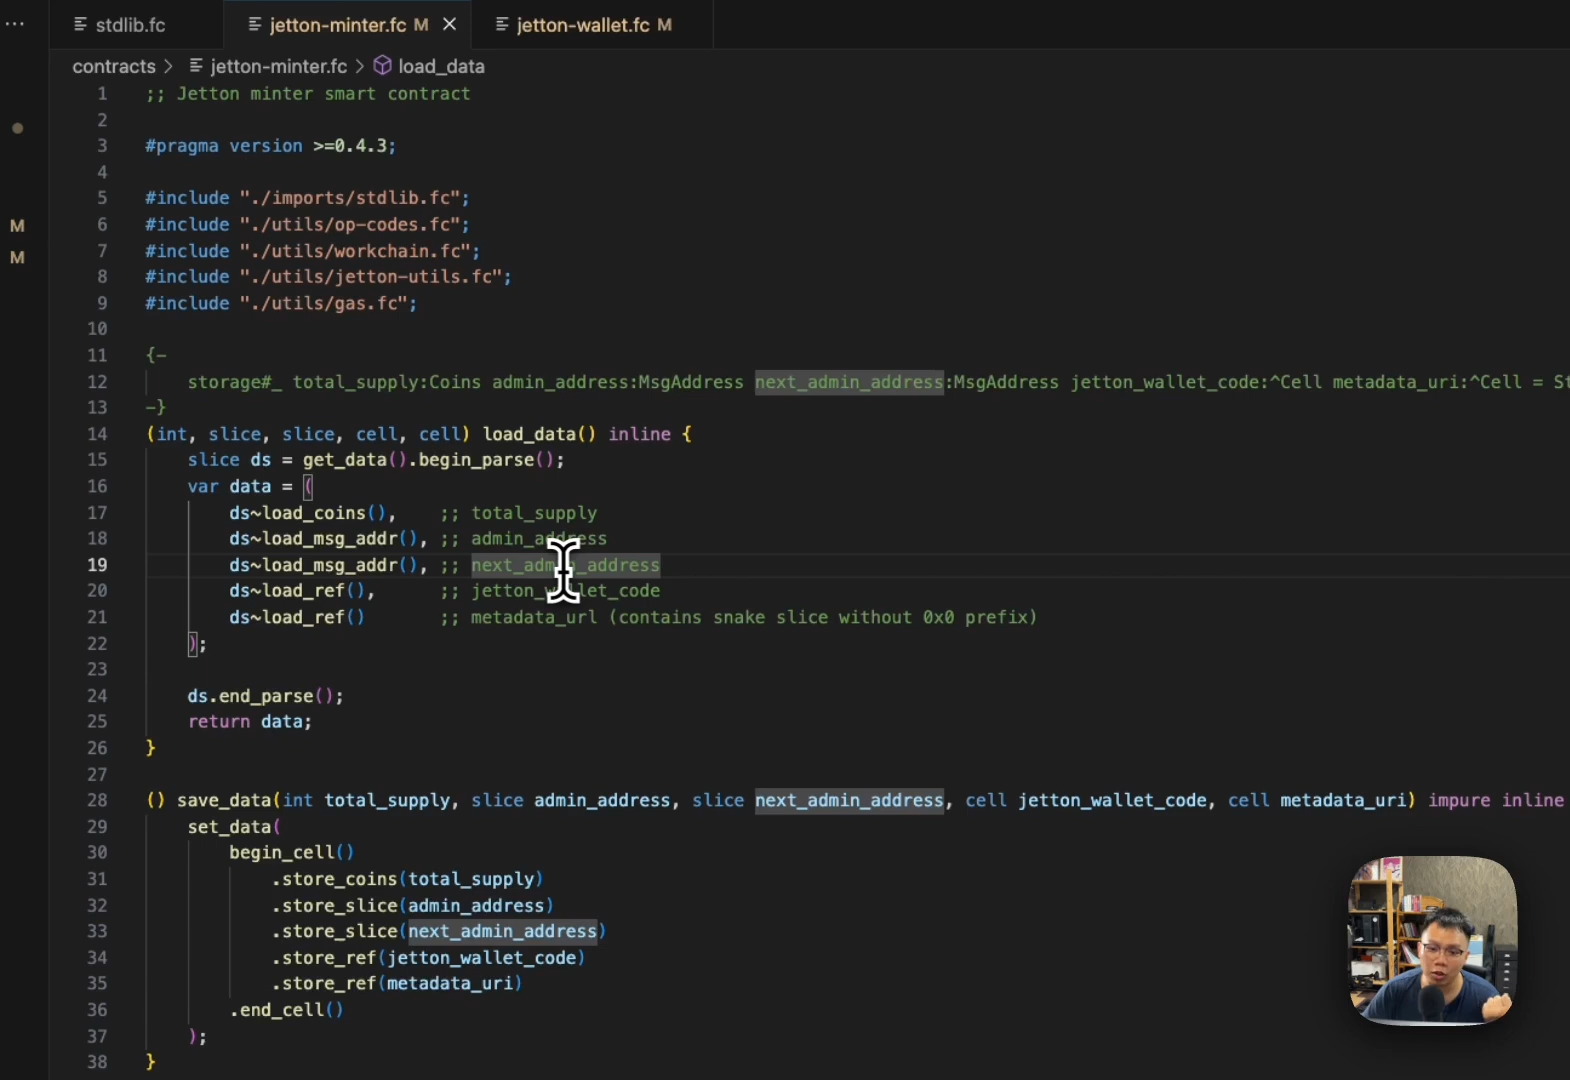 ... stdlib.fc jetton-minter.fc M jetton-wallet.fc M
contracts > jetton-minter.fc > load_data
1 ;; Jetton minter smart contract
2
3 #pragma version >=0.4.3;
4
5 #include "./imports/stdlib.fc";
6 #include "./utils/op-codes.fc";
7 #include "./utils/workchain.fc";
8 #include "./utils/jetton-utils.fc";
9 #include "./utils/gas.fc";
10
11 {-
12 storage#_ total_supply:Coins admin_address:MsgAddress next_admin_address:MsgAddress jetton_wallet_code:^Cell metadata_uri:^Cell = St
13 -}
14 (int, slice, slice, cell, cell) load_data() inline {
15 slice ds = get_data().begin_parse();
16 var data = (
17 ds~load_coins(), ;; total_supply
18 ds~load_msg_addr(), ;; admin_address
19 ds~load_msg_addr(), ;; next_admin_address
20 ds~load_ref(), ;; jetton_wallet_code
21 ds~load_ref() ;; metadata_url (contains snake slice without 0x0 prefix)
22 );
23
24 ds.end_parse();
25 return data;
26 }
27
28 () save_data(int total_supply, slice admin_address, slice next_admin_address, cell jetton_wallet_code, cell metadata_uri) impure inline
29 set_data(
30 begin_cell()
31 .store_coins(total_supply)
32 .store_slice(admin_address)
33 .store_slice(next_admin_address)
34 .store_ref(jetton_wallet_code)
35 .store_ref(metadata_uri)
36 .end_cell()
37 );
38 }
M
M